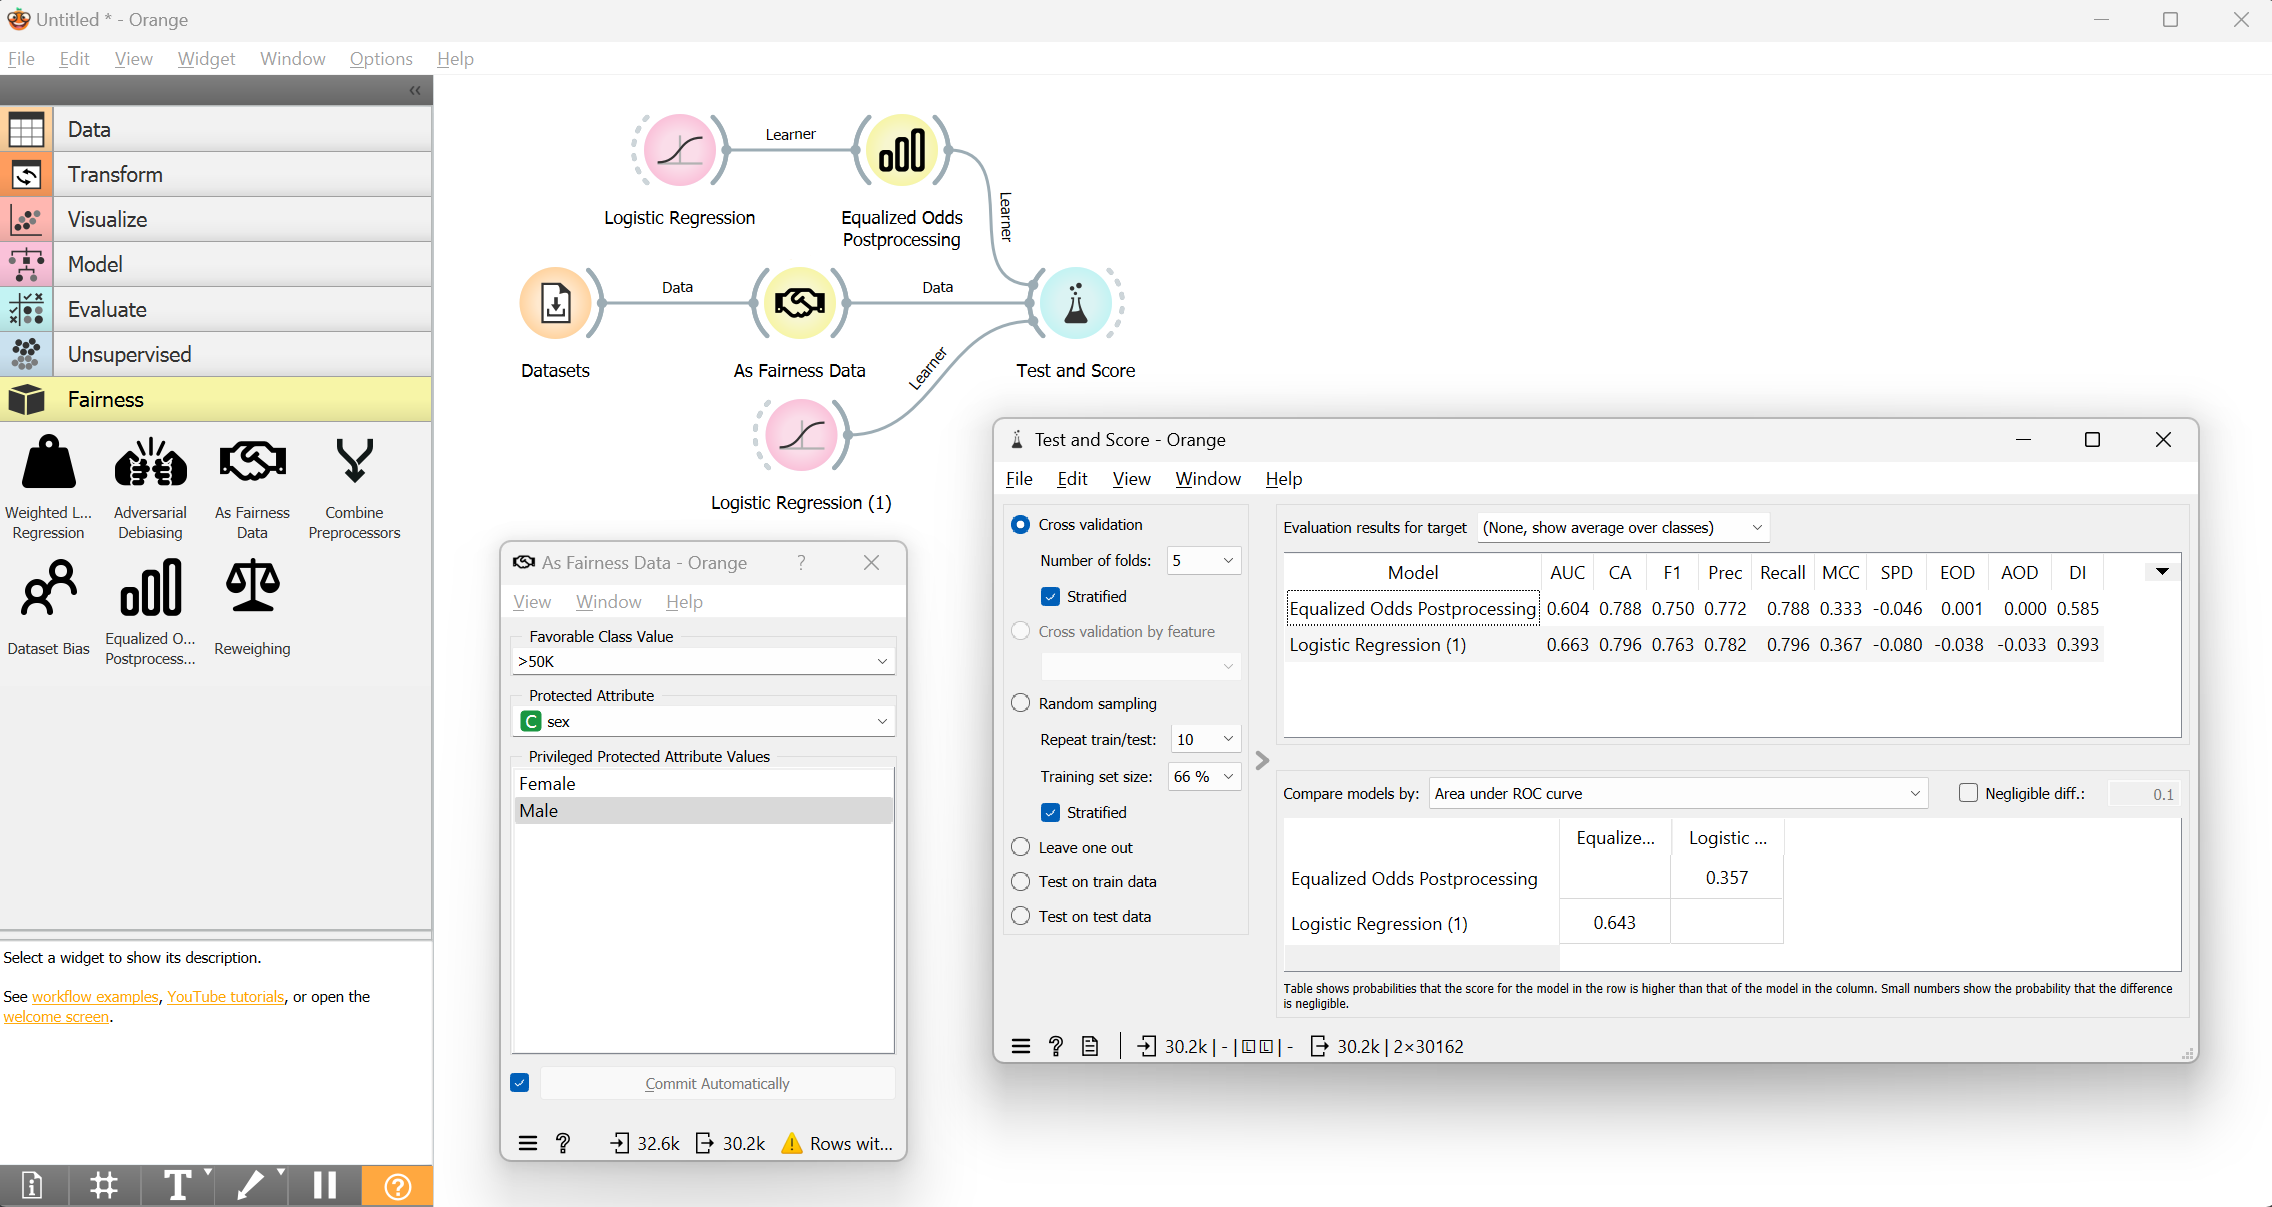 Untitled * - Orange
File Edit View Widget Window Options Help
Data
Transform
Visualize
Model
Evaluate
Unsupervised
Fairness
Weighted L... Adversarial As Fairness Combine
Regression Debiasing Data Preprocessors
Dataset Bias Equalized O... Reweighing
Postprocess...
Select a widget to show its description.
See workflow examples, YouTube tutorials, or open the
welcome screen.
Learner
Logistic Regression
Equalized Odds
Postprocessing
Learner
Data
Data
Datasets
As Fairness Data
Test and Score
Learner
Logistic Regression (1)
As Fairness Data - Orange ?
View Window Help
Favorable Class Value
>50K
Protected Attribute
C sex
Privileged Protected Attribute Values
Female
Male
Commit Automatically
? 32.6k 30.2k Rows wit...
Test and Score - Orange
File Edit View Window Help
Cross validation
Number of folds: 5
Stratified
Cross validation by feature
Random sampling
Repeat train/test: 10
Training set size: 66 %
Stratified
Leave one out
Test on train data
Test on test data
Evaluation results for target (None, show average over classes)
Model AUC CA F1 Prec Recall MCC SPD EOD AOD DI
Equalized Odds Postprocessing 0.604 0.788 0.750 0.772 0.788 0.333 -0.046 0.001 0.000 0.585
Logistic Regression (1) 0.663 0.796 0.763 0.782 0.796 0.367 -0.080 -0.038 -0.033 0.393
Compare models by: Area under ROC curve Negligible diff.: 0.1
Equalize... Logistic ...
Equalized Odds Postprocessing 0.357
Logistic Regression (1) 0.643
Table shows probabilities that the score for the model in the row is higher than that of the model in the column. Small numbers show the probability that the difference
is negligible.
? 30.2k | - | L L | - 30.2k | 2×30162